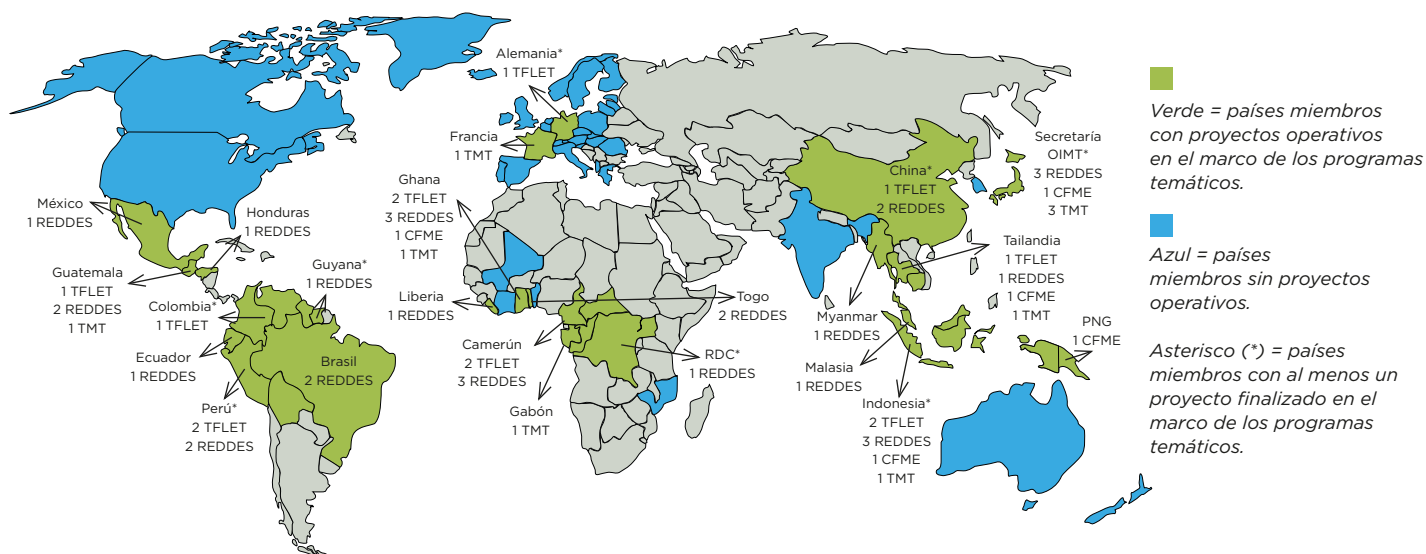 Alemania*
1 TFLET
Francia
1 TMT
Ghana
2 TFLET
3 REDDES
1 CFME
1 TMT
México
1 REDDES
Honduras
1 REDDES
Guatemala
1 TFLET
2 REDDES
1 TMT
Guyana*
1 REDDES
Colombia*
1 TFLET
Ecuador
1 REDDES
Brasil
2 REDDES
Perú*
2 TFLET
2 REDDES
Liberia
1 REDDES
Togo
2 REDDES
Camerún
2 TFLET
3 REDDES
Gabón
1 TMT
RDC*
1 REDDES
China*
1 TFLET
2 REDDES
Secretaría
OIMT*
3 REDDES
1 CFME
3 TMT
Tailandia
1 TFLET
1 REDDES
1 CFME
1 TMT
Myanmar
1 REDDES
Malasia
1 REDDES
Indonesia*
2 TFLET
3 REDDES
1 CFME
1 TMT
PNG
1 CFME
Verde = países miembros
con proyectos operativos
en el marco de los programas
temáticos.
Azul = países
miembros sin proyectos
operativos.
Asterisco (*) = países
miembros con al menos un
proyecto finalizado en el
marco de los programas
temáticos.